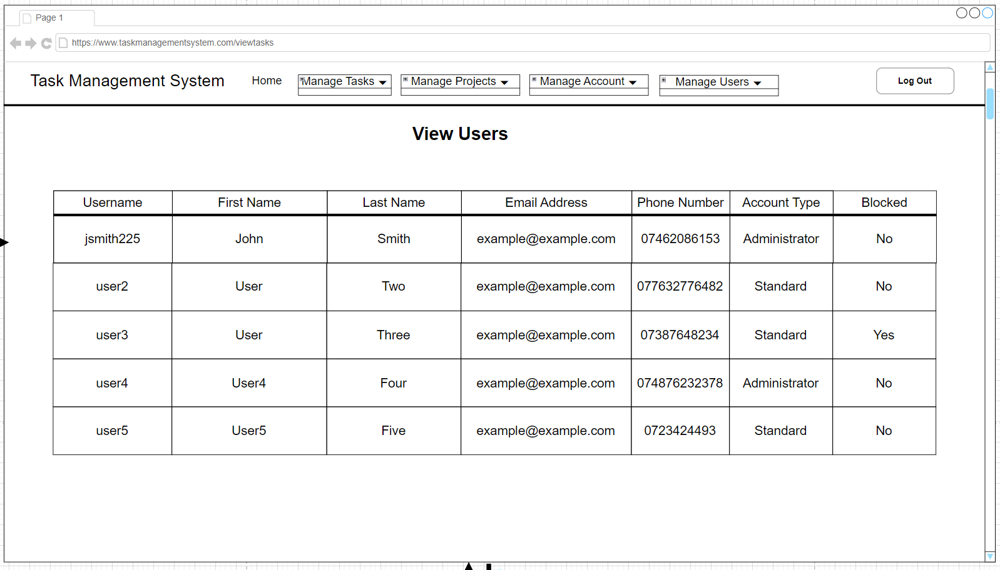 Page 1
https://www.taskmanagementsystem.com/viewtasks
Task Management System Home Manage Tasks Manage Projects Manage Account Manage Users Log Out
View Users
Username First Name Last Name Email Address Phone Number Account Type Blocked
jsmith225 John Smith example@example.com 07462086153 Administrator No
user2 User Two example@example.com 077632776482 Standard No
user3 User Three example@example.com 07387648234 Standard Yes
user4 User4 Four example@example.com 074876232378 Administrator No
user5 User5 Five example@example.com 0723424493 Standard No